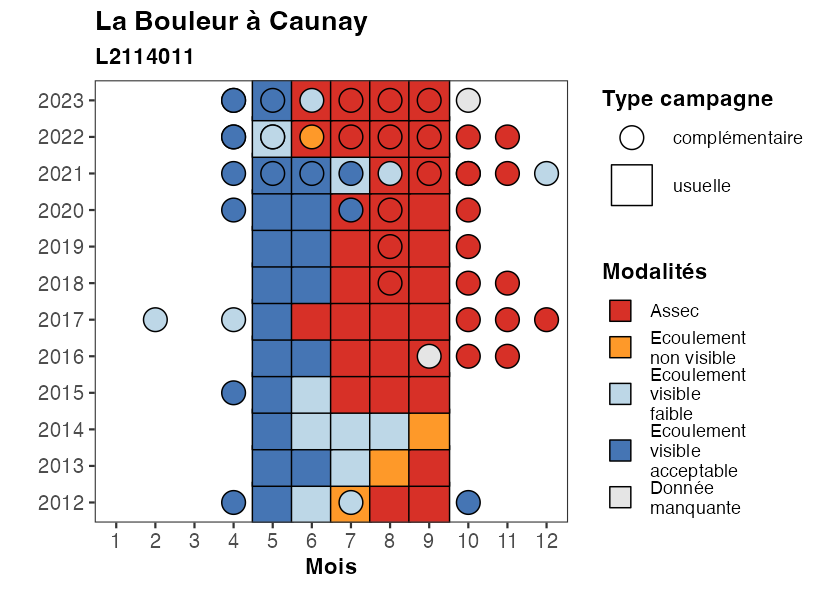 La Bouleur à Caunay
L2114011
2023
2022
2021
2020
2019
2018
2017
2016
2015
2014
2013
2012
1 2 3 4 5 6 7 8 9 10 11 12
Mois
Type campagne
complémentaire
usuelle
Modalités
Assec
Ecoulement
non visible
Ecoulement
visible
faible
Ecoulement
visible
acceptable
Donnée
manquante